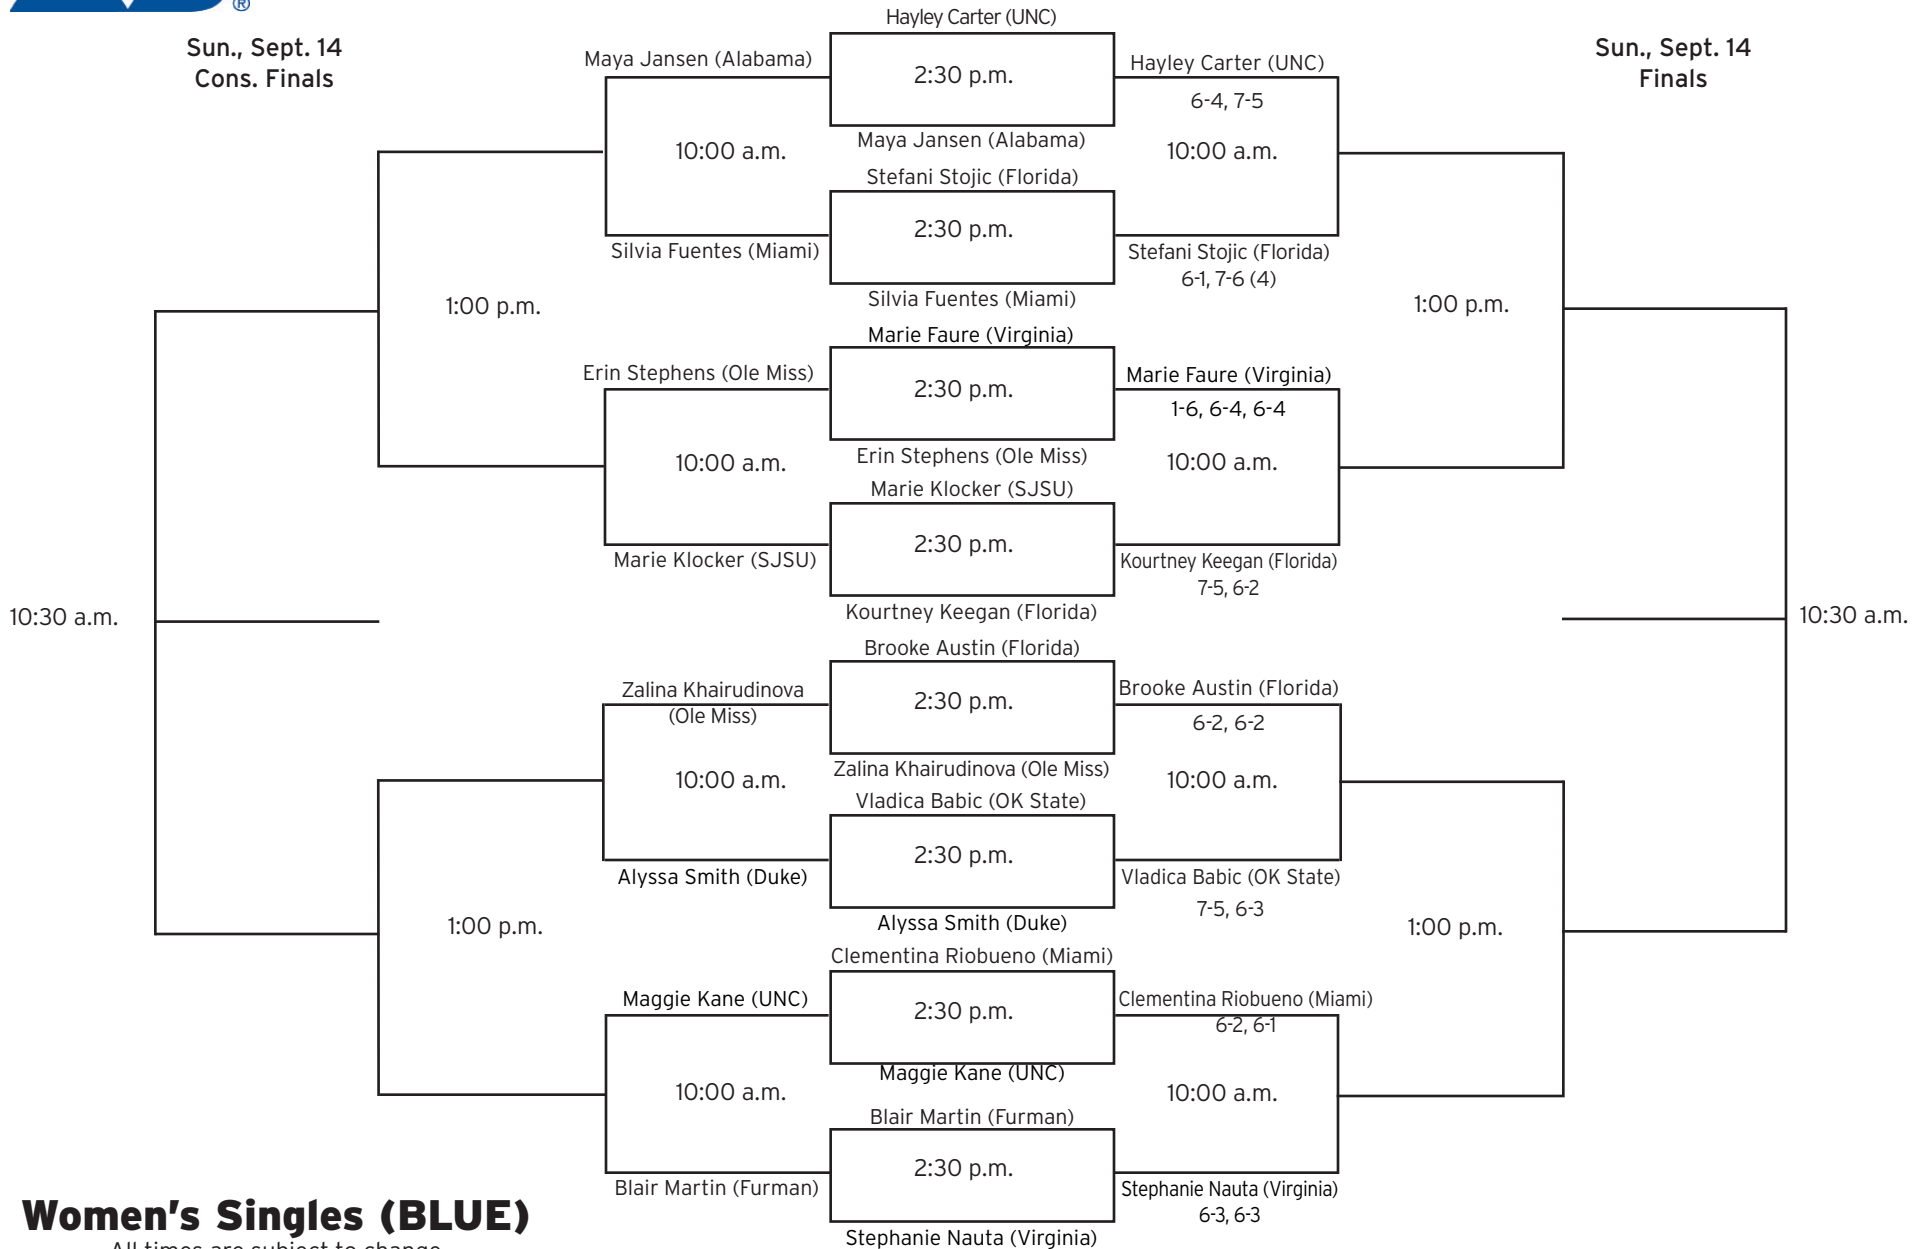 ®
Sun., Sept. 14
Cons. Finals
Sun., Sept. 14
Finals
Hayley Carter (UNC)
Maya Jansen (Alabama)
2:30 p.m.
Hayley Carter (UNC)
6-4, 7-5
Maya Jansen (Alabama)
10:00 a.m.
10:00 a.m.
Stefani Stojic (Florida)
2:30 p.m.
Silvia Fuentes (Miami)
Stefani Stojic (Florida)
6-1, 7-6 (4)
Silvia Fuentes (Miami)
1:00 p.m.
1:00 p.m.
Marie Faure (Virginia)
Erin Stephens (Ole Miss)
2:30 p.m.
Marie Faure (Virginia)
1-6, 6-4, 6-4
Erin Stephens (Ole Miss)
10:00 a.m.
10:00 a.m.
Marie Klocker (SJSU)
2:30 p.m.
Marie Klocker (SJSU)
Kourtney Keegan (Florida)
7-5, 6-2
Kourtney Keegan (Florida)
10:30 a.m.
10:30 a.m.
Brooke Austin (Florida)
Zalina Khairudinova
(Ole Miss)
2:30 p.m.
Brooke Austin (Florida)
6-2, 6-2
Zalina Khairudinova (Ole Miss)
10:00 a.m.
10:00 a.m.
Vladica Babic (OK State)
2:30 p.m.
Alyssa Smith (Duke)
Vladica Babic (OK State)
7-5, 6-3
Alyssa Smith (Duke)
1:00 p.m.
1:00 p.m.
Clementina Riobueno (Miami)
Maggie Kane (UNC)
2:30 p.m.
Clementina Riobueno (Miami)
6-2, 6-1
Maggie Kane (UNC)
10:00 a.m.
10:00 a.m.
Blair Martin (Furman)
2:30 p.m.
Blair Martin (Furman)
Stephanie Nauta (Virginia)
6-3, 6-3
Stephanie Nauta (Virginia)
Women's Singles (BLUE)
All times are subject to change